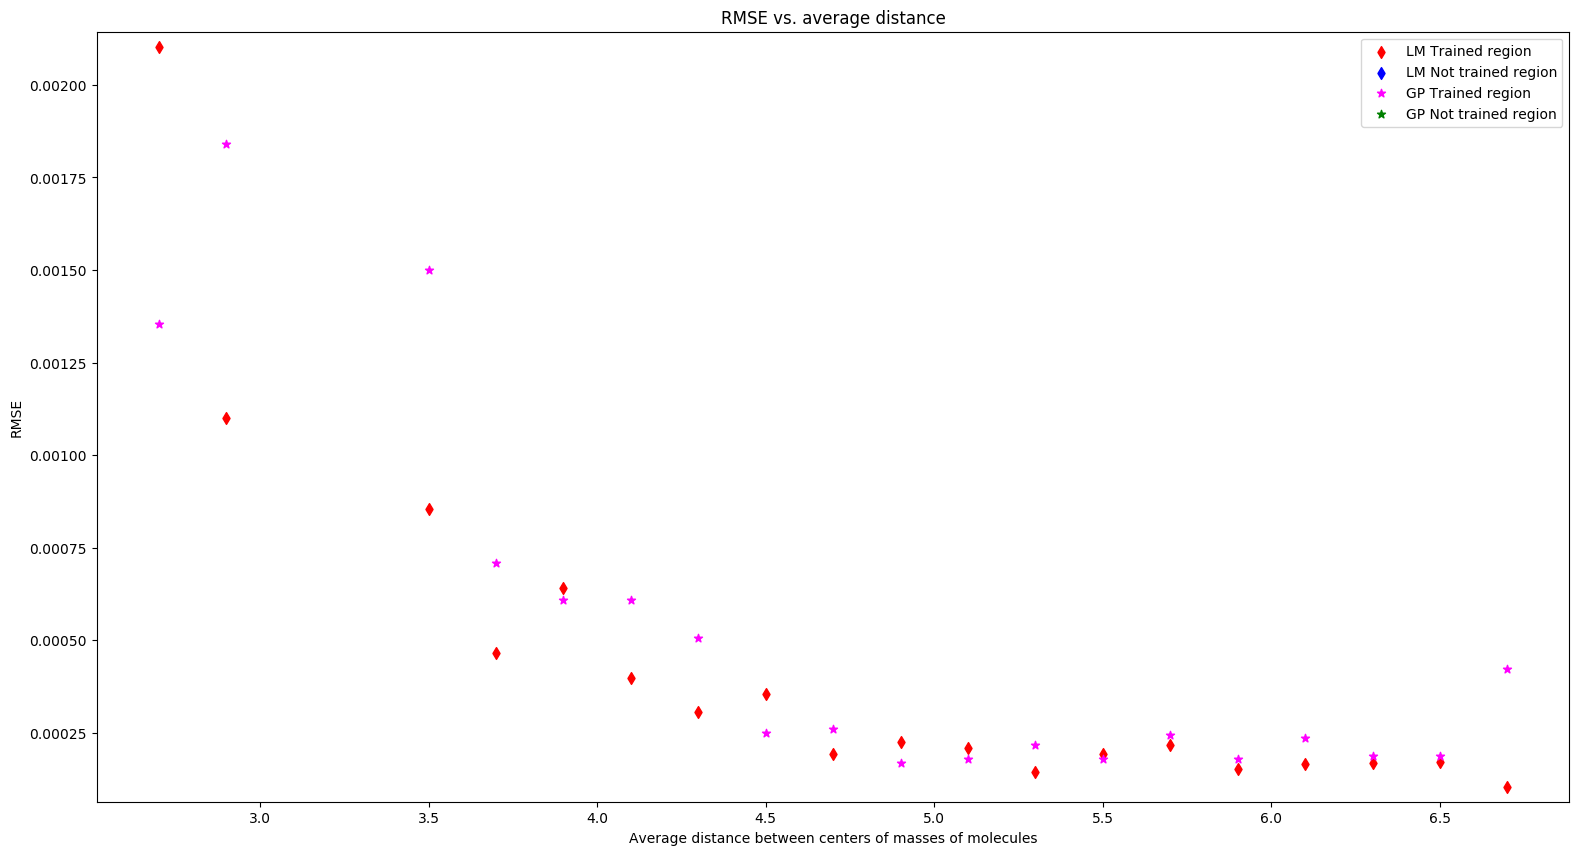 RMSE vs. average distance
LM Trained region
LM Not trained region
GP Trained region
GP Not trained region
0.00200
0.00175
0.00150
0.00125
0.00100
0.00075
0.00050
0.00025
RMSE
3.0 3.5 4.0 4.5 5.0 5.5 6.0 6.5
Average distance between centers of masses of molecules